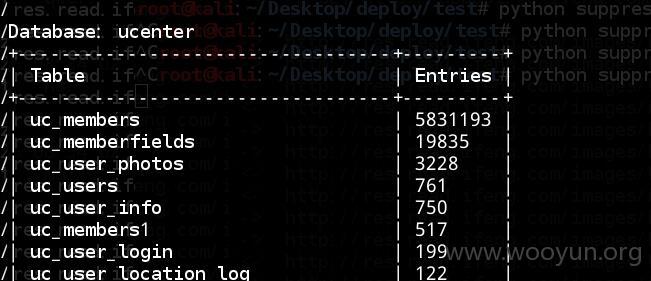 / res.read.if root@kali:~/Desktop/deploy/test# python suppres
/Database: ucenter
/+--------------------------------+---------+
/| Table | Entries |
/+--------------------------------+---------+
/| uc_members | 5831193 |
/| uc_memberfields | 19835 |
/| uc_user_photos | 3228 |
/| uc_users | 761 |
/| uc_user_info | 750 |
/| uc_members1 | 517 |
/| uc_user_login | 199 |
/| uc_user_location_log | 122 |
www.wooyun.org